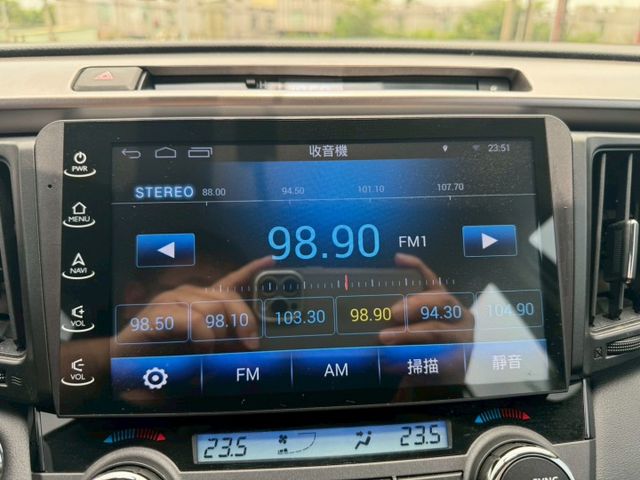 PWR
MENU
NAVI
VOL
VOL
收音機
23:51
STEREO
88.00 94.50 101.10 107.70
98.90 FM1
98.50 98.10 103.30 98.90 94.30 104.90
FM AM 掃描 靜音
23.5 23.5
SYNC